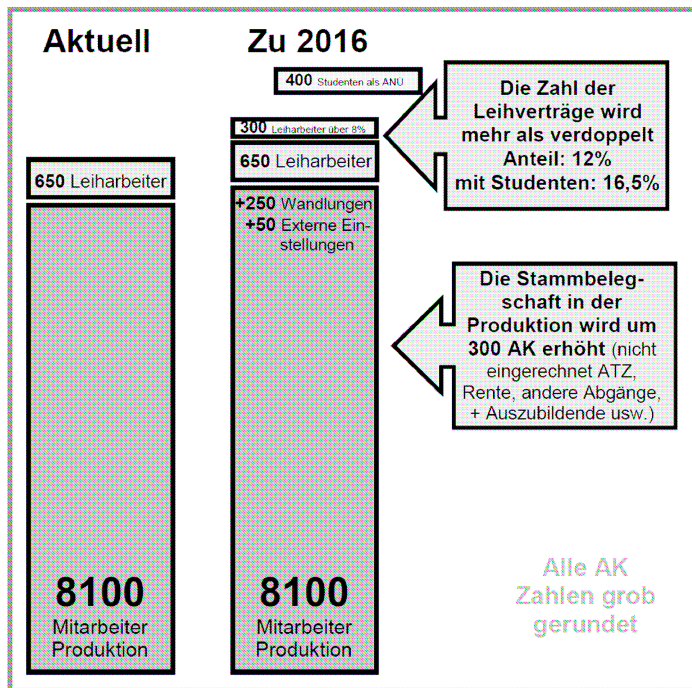 Aktuell
Zu 2016
400 Studenten als ANÜ
300 Leiharbeiter über 8%
650 Leiharbeiter
650 Leiharbeiter
+250 Wandlungen
+50 Externe Ein-
stellungen
Die Zahl der
Leihverträge wird
mehr als verdoppelt
Anteil: 12%
mit Studenten: 16,5%
Die Stammbeleg-
schaft in der
Produktion wird um
300 AK erhöht (nicht
eingerechnet ATZ,
Rente, andere Abgänge,
+ Auszubildende usw.)
8100
Mitarbeiter
Produktion
8100
Mitarbeiter
Produktion
Alle AK
Zahlen grob
gerundet